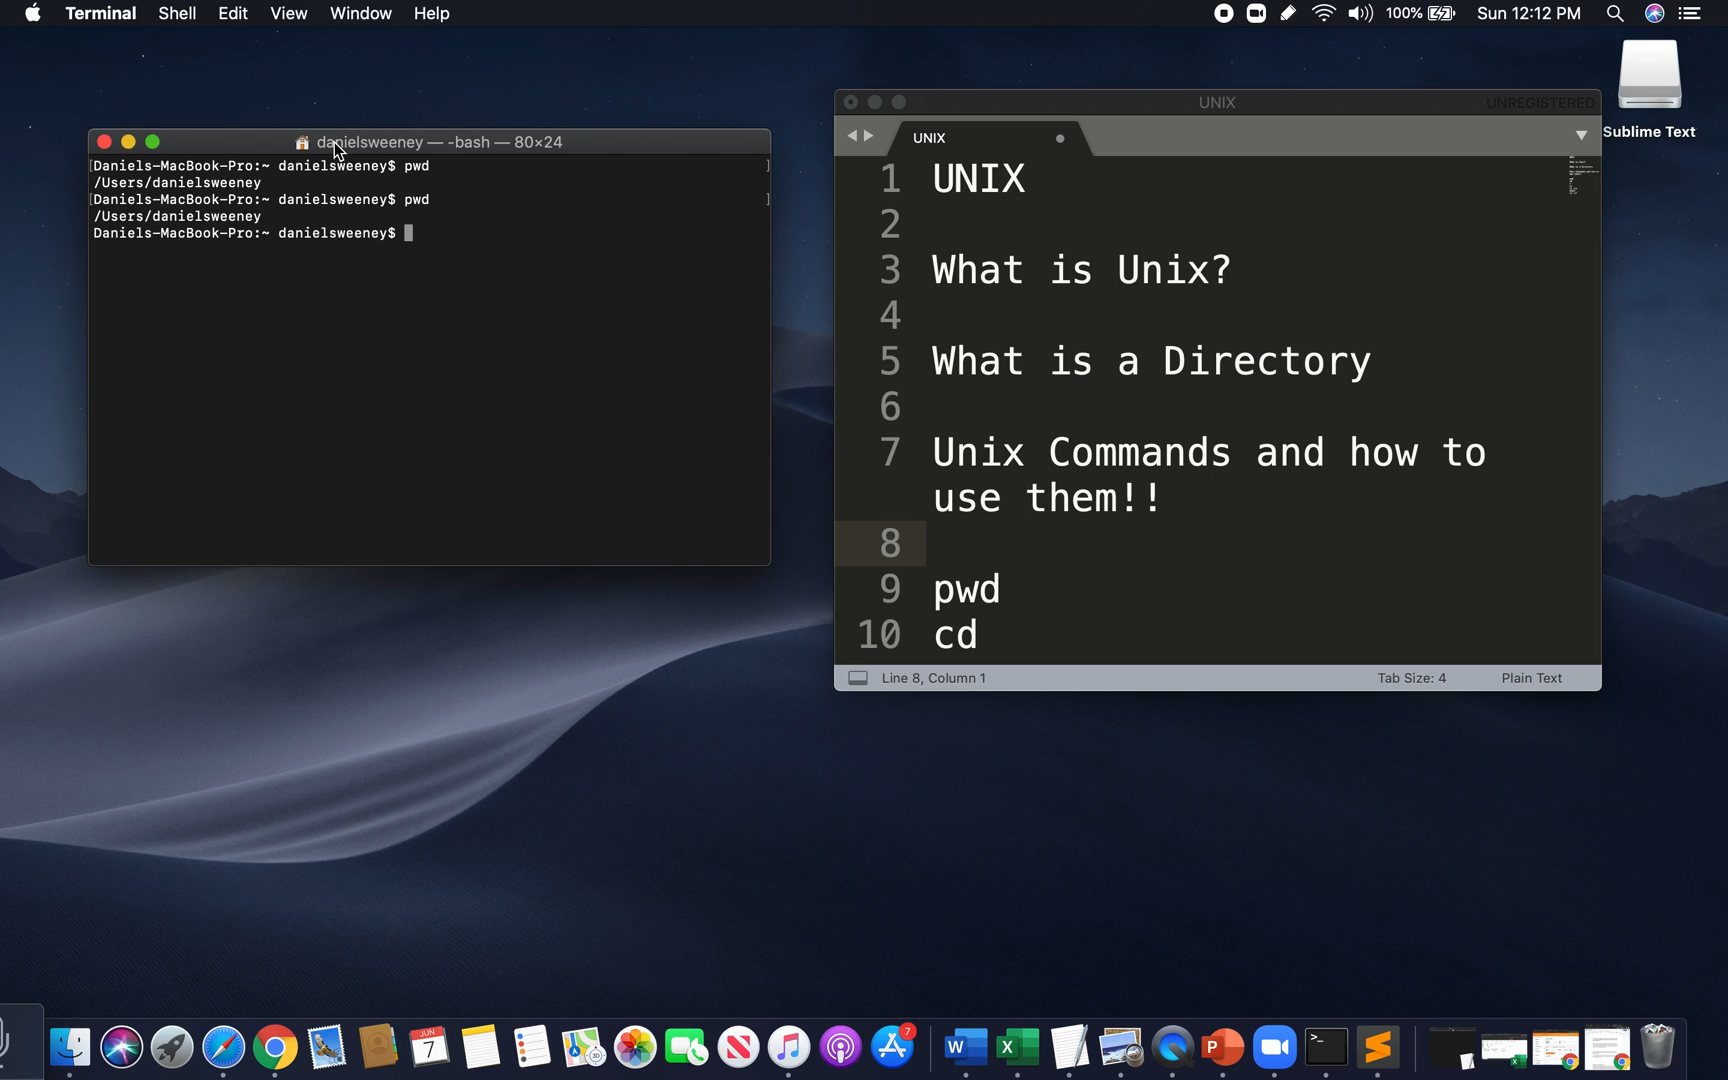 Terminal Shell Edit View Window Help 100% Sun 12:12 PM
Sublime Text
danielsweeney — -bash — 80×24
[Daniels-MacBook-Pro:~ danielsweeney$ pwd ]
/Users/danielsweeney
[Daniels-MacBook-Pro:~ danielsweeney$ pwd ]
/Users/danielsweeney
Daniels-MacBook-Pro:~ danielsweeney$
UNIX UNREGISTERED
UNIX
1 UNIX
2
3 What is Unix?
4
5 What is a Directory
6
7 Unix Commands and how to
use them!!
8
9 pwd
10 cd
Line 8, Column 1 Tab Size: 4 Plain Text
JUN
7
3D
7
W
X
P
>_